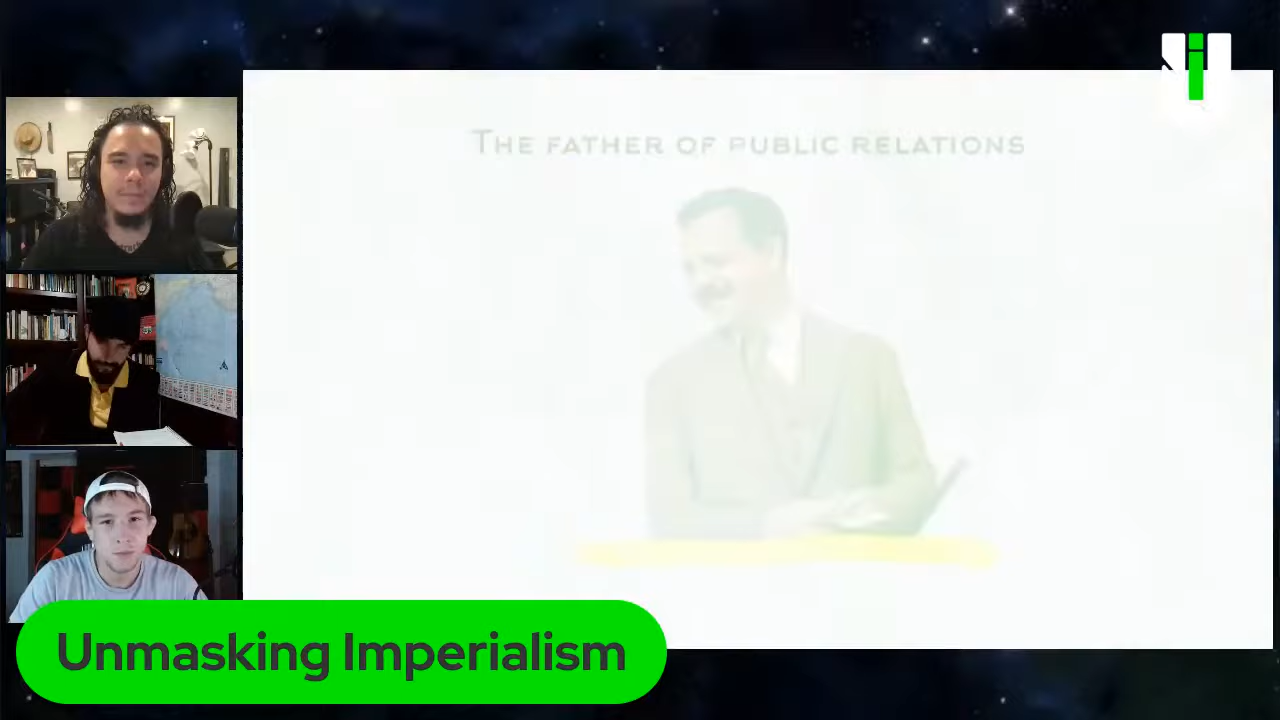 The father of public relations
Unmasking Imperialism